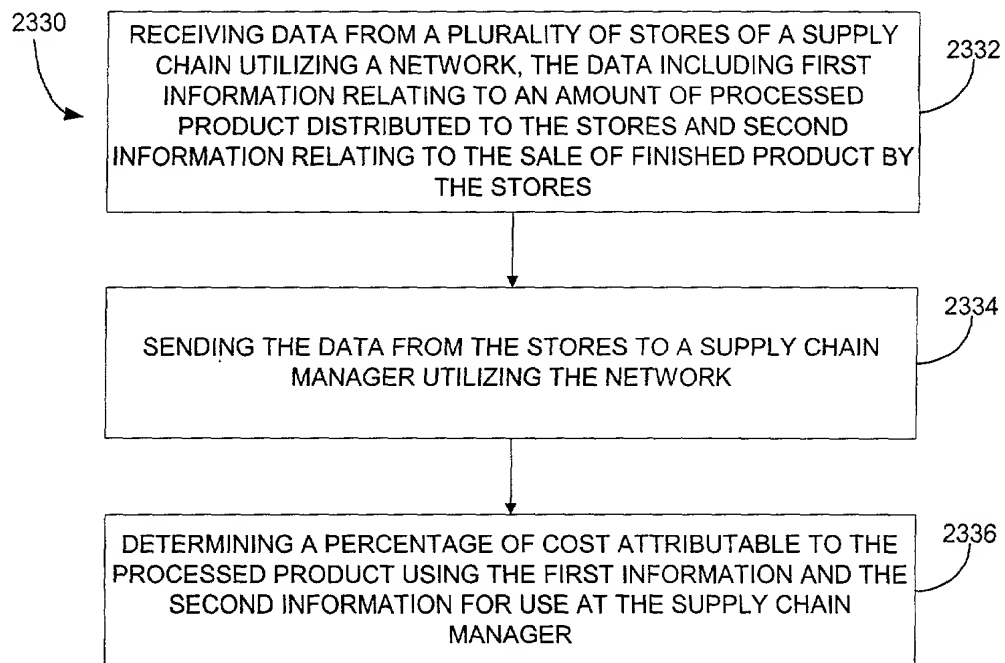 2330
RECEIVING DATA FROM A PLURALITY OF STORES OF A SUPPLY
CHAIN UTILIZING A NETWORK, THE DATA INCLUDING FIRST
INFORMATION RELATING TO AN AMOUNT OF PROCESSED
PRODUCT DISTRIBUTED TO THE STORES AND SECOND
INFORMATION RELATING TO THE SALE OF FINISHED PRODUCT BY
THE STORES
2332
SENDING THE DATA FROM THE STORES TO A SUPPLY CHAIN
MANAGER UTILIZING THE NETWORK
2334
DETERMINING A PERCENTAGE OF COST ATTRIBUTABLE TO THE
PROCESSED PRODUCT USING THE FIRST INFORMATION AND THE
SECOND INFORMATION FOR USE AT THE SUPPLY CHAIN
MANAGER
2336